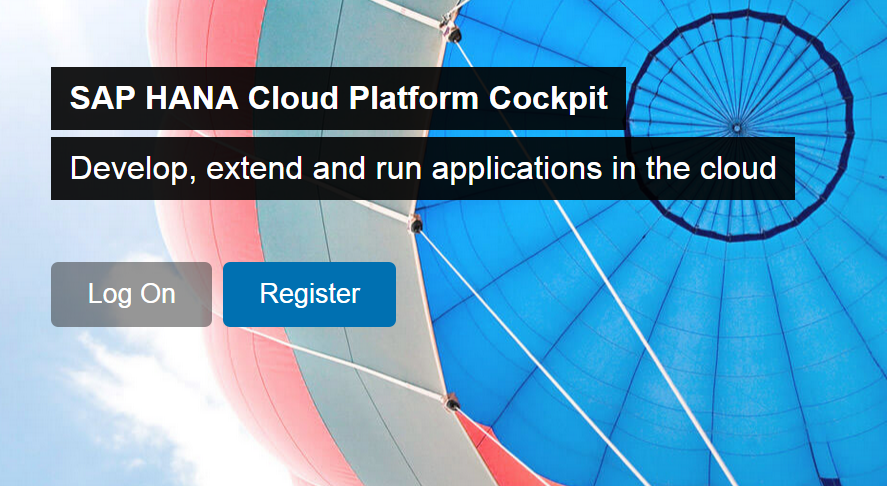 SAP HANA Cloud Platform Cockpit
Develop, extend and run applications in the cloud
Log On
Register